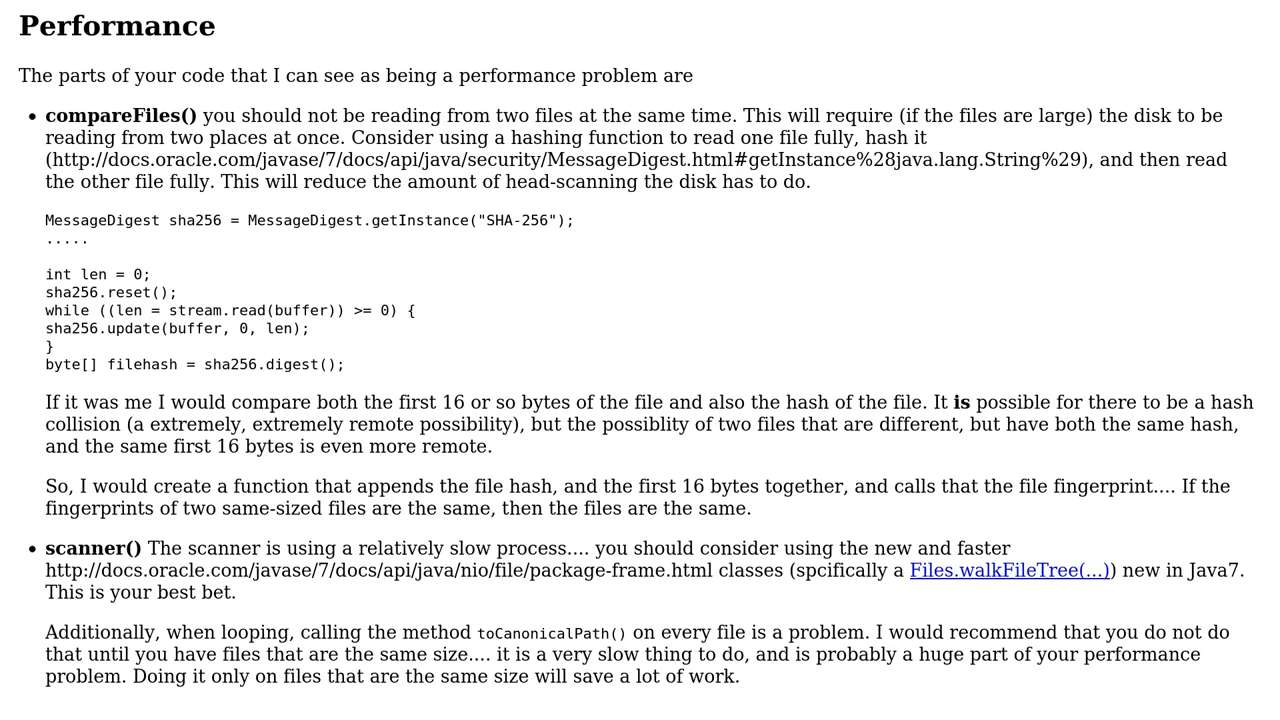 Performance
The parts of your code that I can see as being a performance problem are
• compareFiles() you should not be reading from two files at the same time. This will require (if the files are large) the disk to be
reading from two places at once. Consider using a hashing function to read one file fully, hash it
(http://docs.oracle.com/javase/7/docs/api/java/security/MessageDigest.html#getInstance%28java.lang.String%29), and then read
the other file fully. This will reduce the amount of head-scanning the disk has to do.
MessageDigest sha256 = MessageDigest.getInstance("SHA-256");
.....
int len = 0;
sha256.reset();
while ((len = stream.read(buffer)) >= 0) {
sha256.update(buffer, 0, len);
}
byte[] filehash = sha256.digest();
If it was me I would compare both the first 16 or so bytes of the file and also the hash of the file. It is possible for there to be a hash
collision (a extremely, extremely remote possibility), but the possiblity of two files that are different, but have both the same hash,
and the same first 16 bytes is even more remote.
So, I would create a function that appends the file hash, and the first 16 bytes together, and calls that the file fingerprint.... If the
fingerprints of two same-sized files are the same, then the files are the same.
• scanner() The scanner is using a relatively slow process.... you should consider using the new and faster
http://docs.oracle.com/javase/7/docs/api/java/nio/file/package-frame.html classes (spcifically a Files.walkFileTree(...)) new in Java7.
This is your best bet.
Additionally, when looping, calling the method toCanonicalPath() on every file is a problem. I would recommend that you do not do
that until you have files that are the same size.... it is a very slow thing to do, and is probably a huge part of your performance
problem. Doing it only on files that are the same size will save a lot of work.